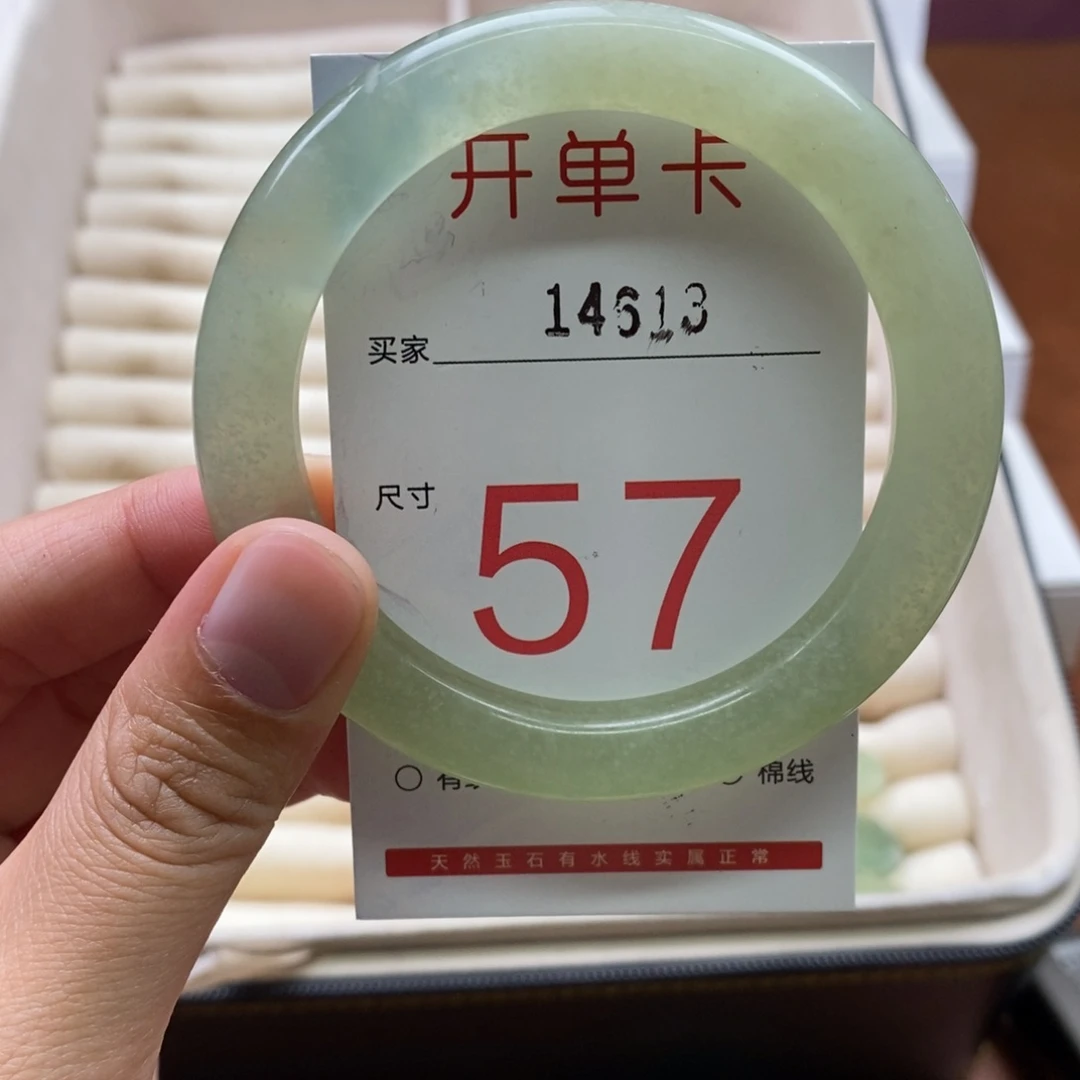 开单卡
买家 14613
尺寸 57
有 棉线
天然玉石有水线实属正常